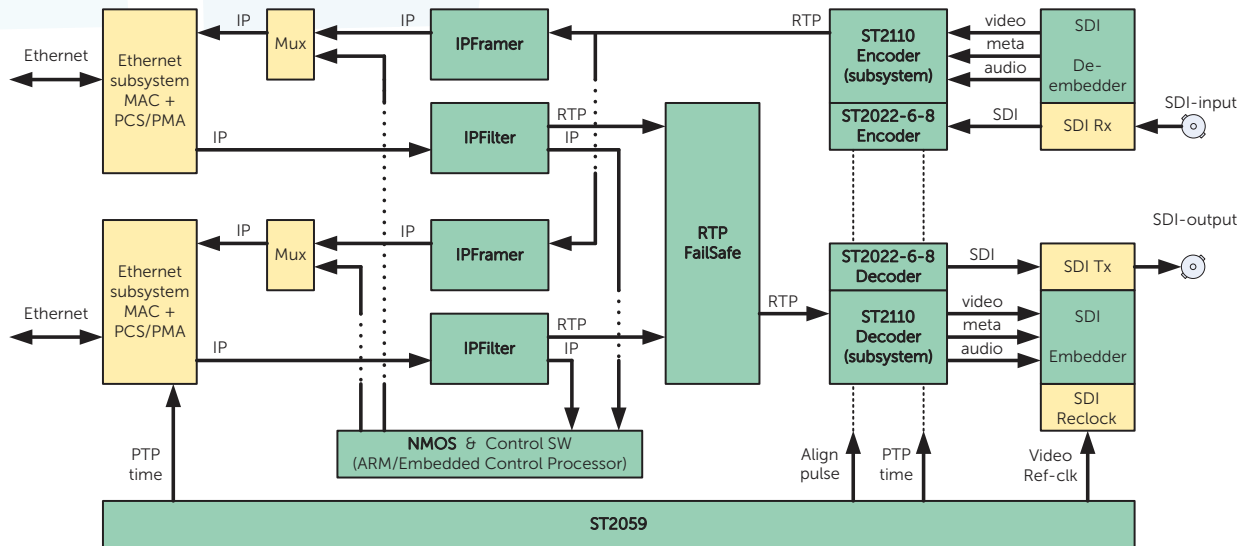 IP
IP
RTP
video
SDI
Ethernet
Ethernet
subsystem
MAC +
PCS/PMA
Mux
IPFramer
ST2110
Encoder
(subsystem)
meta
audio
De-
embedder
SDI-input
IP
IPFilter
RTP
IP
ST2022-6-8
Encoder
SDI
SDI Rx
RTP
FailSafe
SDI-output
IP
IP
Ethernet
Ethernet
subsystem
MAC +
PCS/PMA
Mux
IPFramer
ST2022-6-8
Decoder
SDI
SDI Tx
RTP
IP
IPFilter
RTP
IP
ST2110
Decoder
(subsystem)
video
meta
audio
SDI
Embedder
SDI
Reclock
NMOS & Control SW
(ARM/Embedded Control Processor)
PTP
time
Align
pulse
PTP
time
Video
Ref-clk
ST2059